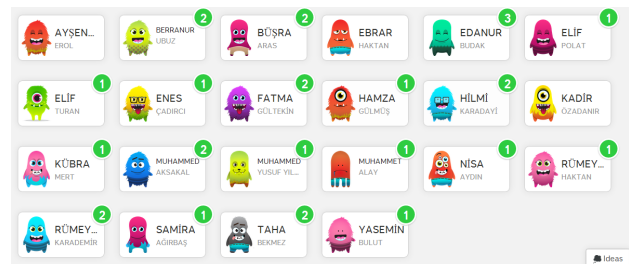 AYŞEN...
EROL
2
BERRANUR
UBUZ
2
BÜŞRA
ARAS
EBRAR
HAKTAN
3
EDANUR
BUDAK
1
ELİF
POLAT
1
ELİF
TURAN
1
ENES
ÇADIRCI
2
FATMA
GÜLTEKİN
1
HAMZA
GÜLMÜŞ
2
HİLMİ
KARADAYİ
KADİR
ÖZADANIR
1
KÜBRA
MERT
2
MUHAMMED
AKSAKAL
1
MUHAMMED
YUSUF YIL...
1
MUHAMMET
ALAY
1
NİSA
AYDIN
1
RÜMEY...
HAKTAN
2
RÜMEY...
KARADEMİR
1
SAMİRA
AĞIRBAŞ
2
TAHA
BEKMEZ
1
YASEMİN
BULUT
Ideas